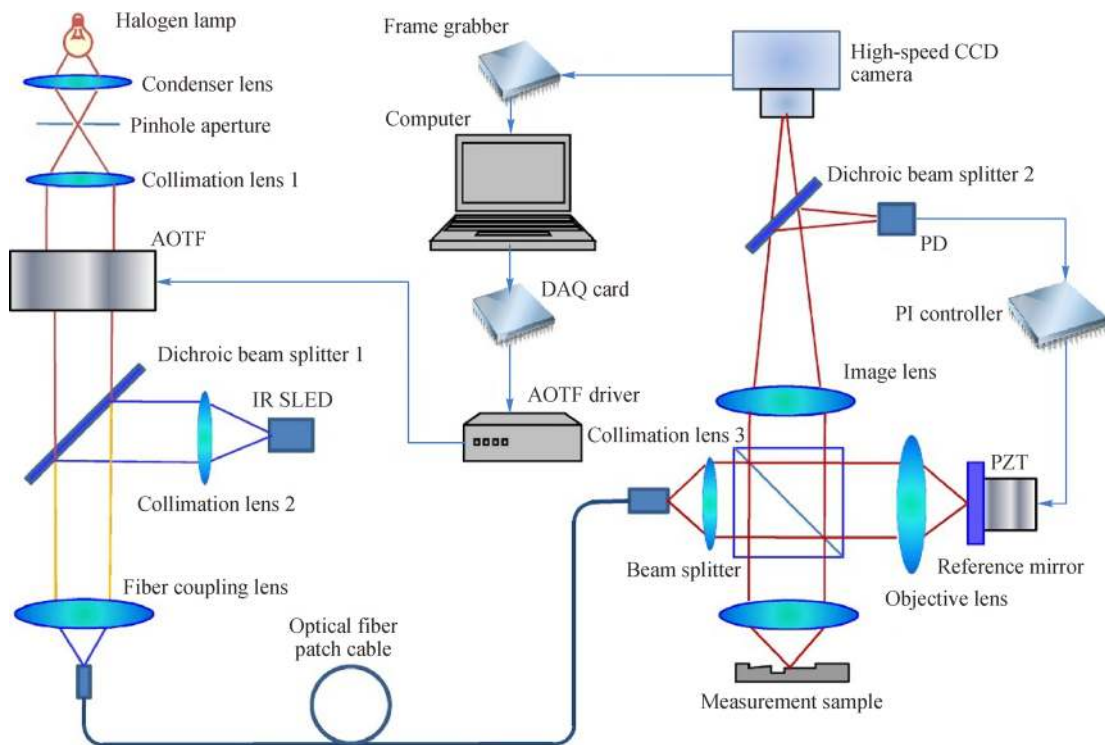 Halogen lamp
Condenser lens
Pinhole aperture
Collimation lens 1
AOTF
Dichroic beam splitter 1
IR SLED
Collimation lens 2
Fiber coupling lens
Optical fiber
patch cable
Frame grabber
Computer
DAQ card
AOTF driver
High-speed CCD
camera
Dichroic beam splitter 2
PD
PI controller
Image lens
Collimation lens 3
PZT
Beam splitter
Reference mirror
Objective lens
Measurement sample